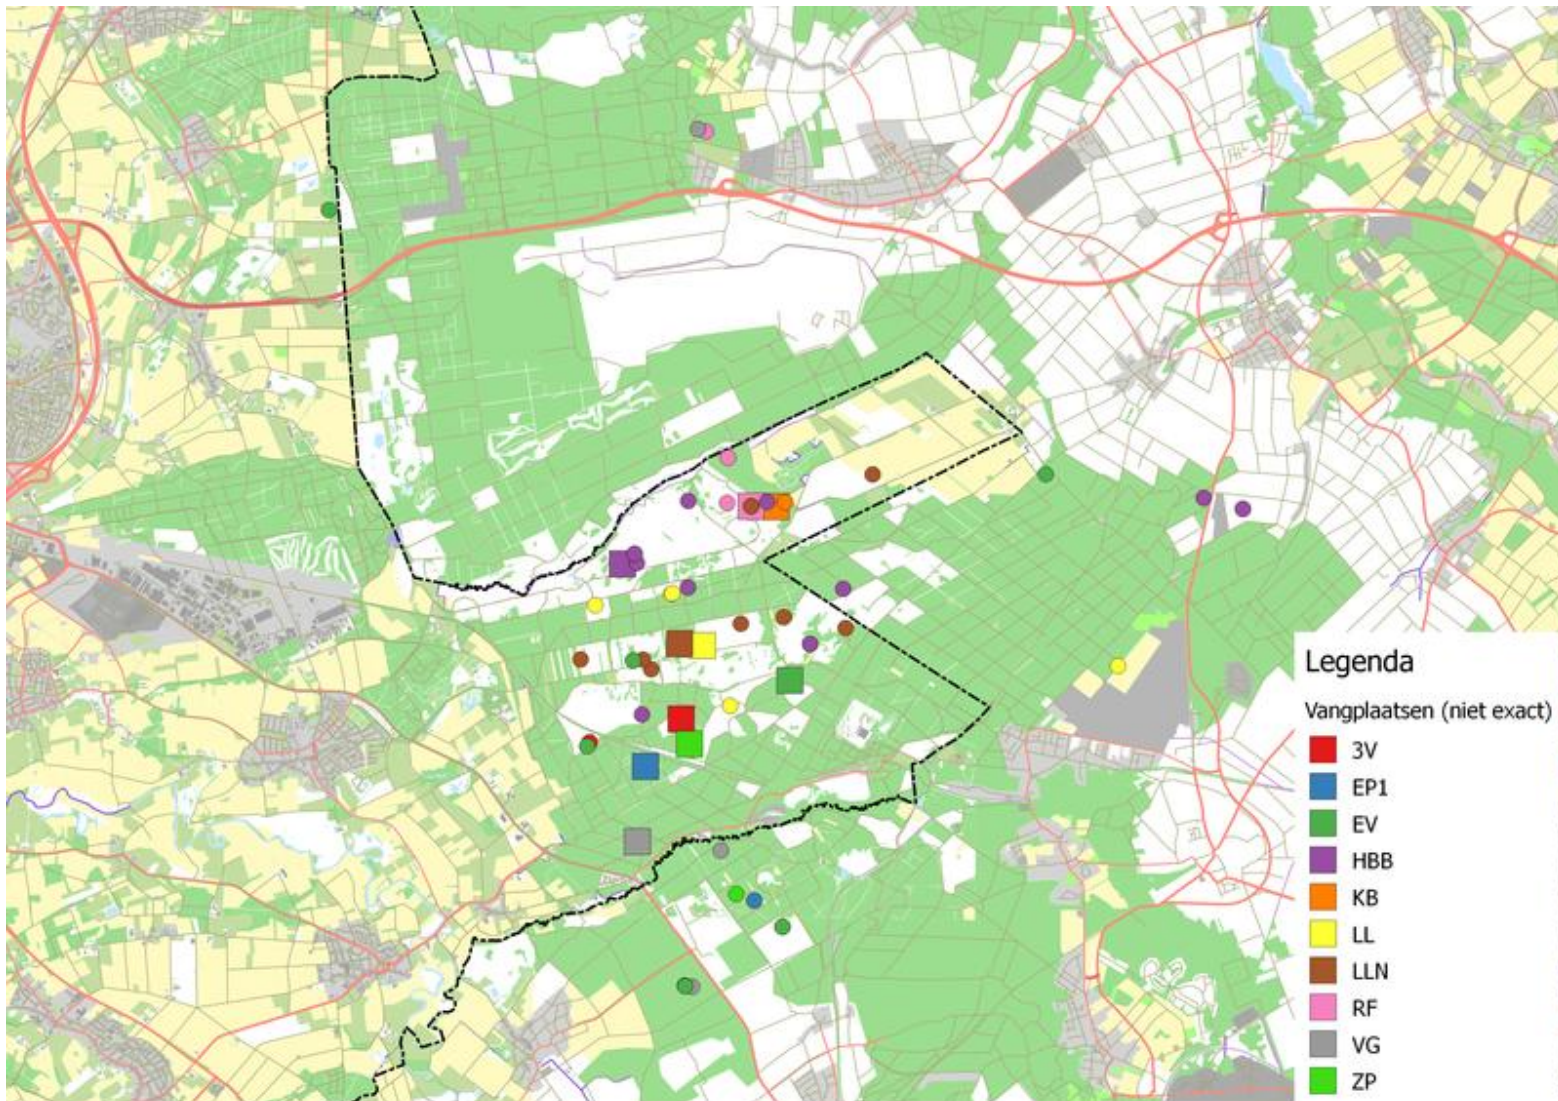 Legenda
Vangplaatsen (niet exact)
3V
EP1
EV
HBB
KB
LL
LLN
RF
VG
ZP